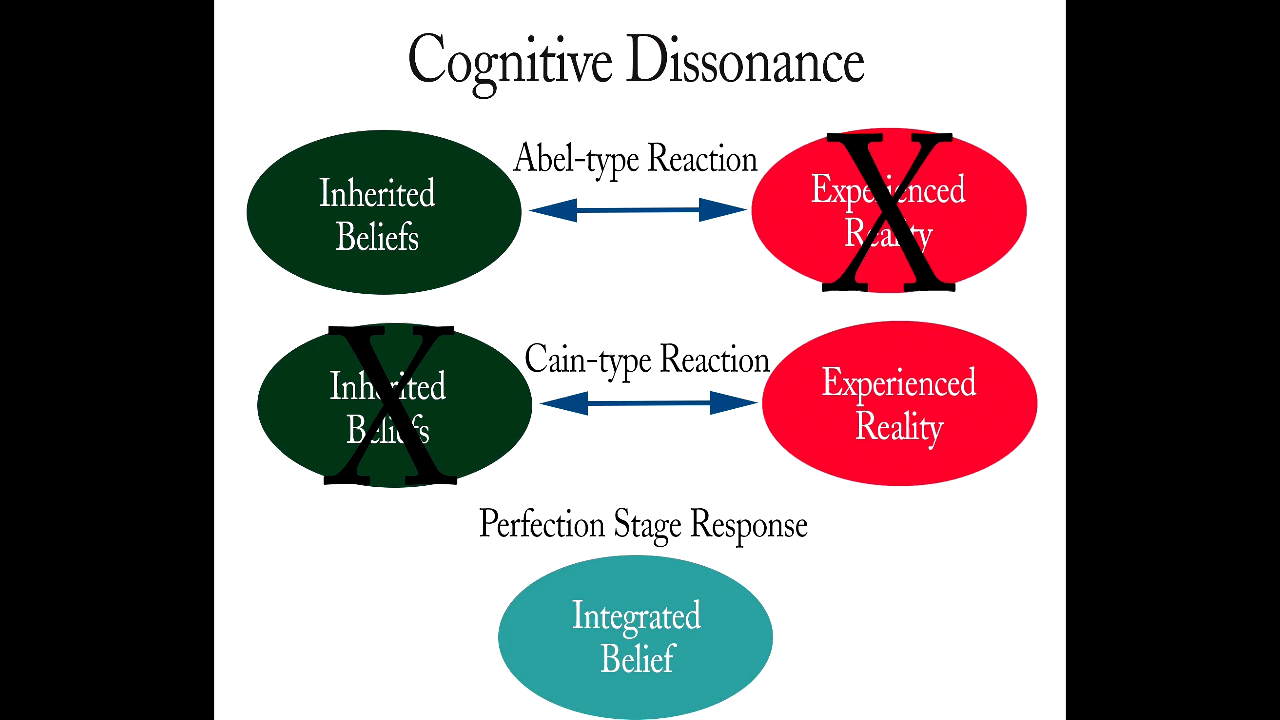 Cognitive Dissonance
Abel-type Reaction
Inherited
Beliefs
Experienced
Reality
X
Cain-type Reaction
Inherited
Beliefs
X
Experienced
Reality
Perfection Stage Response
Integrated
Belief